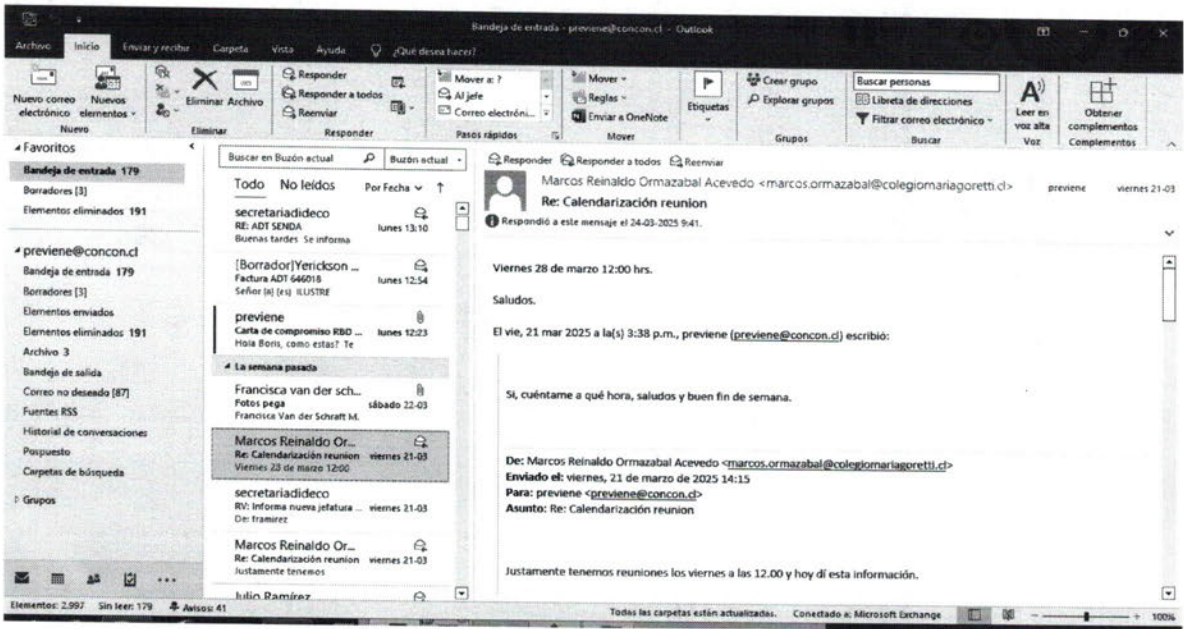 Bandeja de entrada - previene@concon.cl - Outlook
Archivo Inicio Enviar y recibir Carpeta Vista Ayuda ¿Qué desea hacer?
Nuevo correo electrónico
Nuevos elementos
Nuevo
Eliminar Archivo
Eliminar
Responder
Responder a todos
Reenviar
Responder
Mover a: ?
Al jefe
Correo electróni...
Pasos rápidos
Mover
Reglas
Enviar a OneNote
Mover
Etiquetas
Crear grupo
Explorar grupos
Grupos
Buscar personas
Libreta de direcciones
Filtrar correo electrónico
Buscar
Leer en voz alta
Voz
Obtener complementos
Complementos
Favoritos
Bandeja de entrada 179
Borradores [3]
Elementos eliminados 191
previene@concon.cl
Bandeja de entrada 179
Borradores [3]
Elementos enviados
Elementos eliminados 191
Archivo 3
Bandeja de salida
Correo no deseado [87]
Fuentes RSS
Historial de conversaciones
Pospuesto
Carpetas de búsqueda
Grupos
Buscar en Buzón actual Buzón actual
Todo No leídos Por Fecha
secretariadideco
RE: ADT SENDA lunes 13:10
Buenas tardes Se informa
[Borrador]Yerickson ...
Factura ADT 646018 lunes 12:54
Señor (a) (es) ILUSTRE
previene
Carta de compromiso RBD ... lunes 12:23
Hola Boris, como estas? Te
La semana pasada
Francisca van der sch...
Fotos pega sábado 22-03
Francisca Van der Schraft M.
Marcos Reinaldo Or...
Re: Calendarización reunion viernes 21-03
Viernes 28 de marzo 12:00
secretariadideco
RV: Informa nueva jefatura ... viernes 21-03
De: framirez
Marcos Reinaldo Or...
Re: Calendarización reunion viernes 21-03
Justamente tenemos
Julio Ramírez
Responder Responder a todos Reenviar
Marcos Reinaldo Ormazabal Acevedo <marcos.ormazabal@colegiomariagoretti.cl> previene viernes 21-03
Re: Calendarización reunion
Respondió a este mensaje el 24-03-2025 9:41.
Viernes 28 de marzo 12:00 hrs.
Saludos.
El vie, 21 mar 2025 a la(s) 3:38 p.m., previene (previene@concon.cl) escribió:
Si, cuéntame a qué hora, saludos y buen fin de semana.
De: Marcos Reinaldo Ormazabal Acevedo <marcos.ormazabal@colegiomariagoretti.cl>
Enviado el: viernes, 21 de marzo de 2025 14:15
Para: previene <previene@concon.cl>
Asunto: Re: Calendarización reunion
Justamente tenemos reuniones los viernes a las 12.00 y hoy dí esta información.
Elementos: 2.997 Sin leer: 179 Avisos: 41
Todas las carpetas están actualizadas. Conectado a: Microsoft Exchange 100%